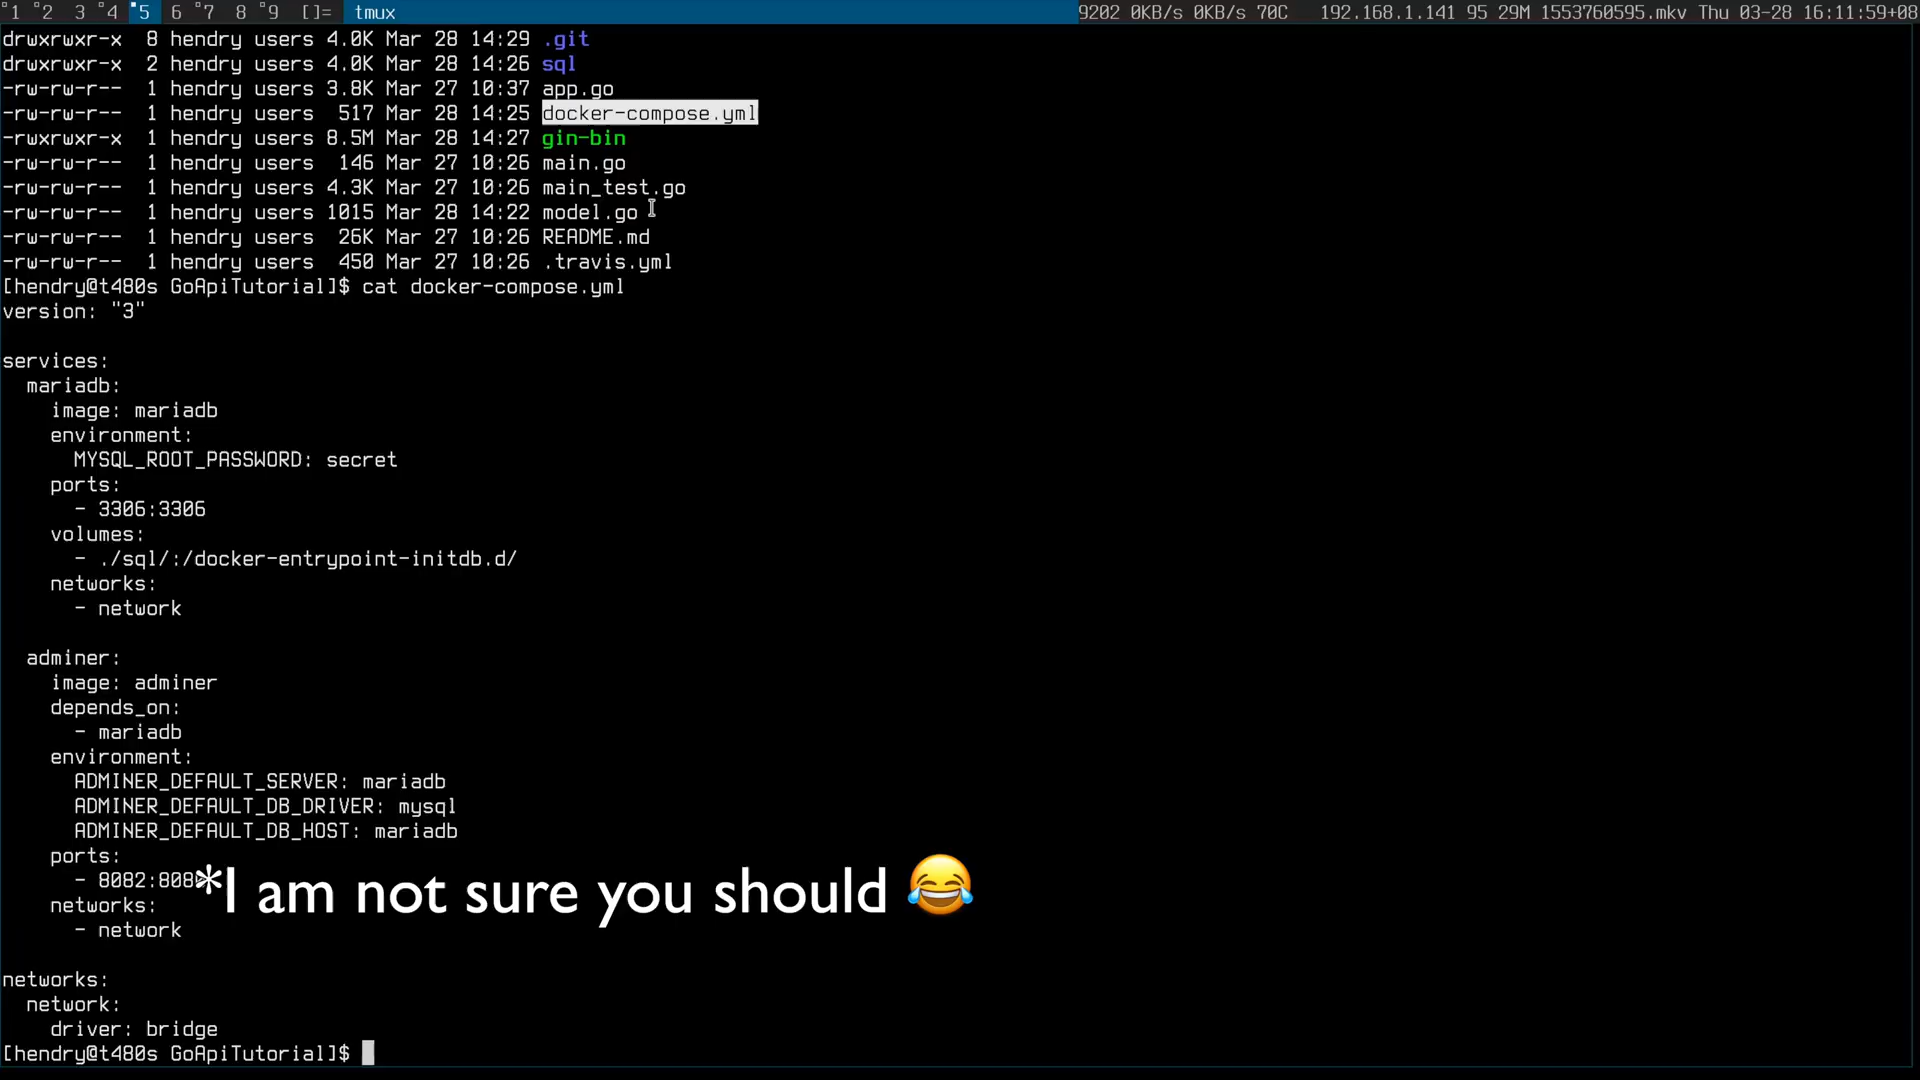 1 2 3 4 5 6 7 8 9 []= tmux 9202 0KB/s 0KB/s 70C 192.168.1.141 95 29M 1553760595.mkv Thu 03-28 16:11:59+08
drwxrwxr-x 8 hendry users 4.0K Mar 28 14:29 .git
drwxrwxr-x 2 hendry users 4.0K Mar 28 14:26 sql
-rw-rw-r-- 1 hendry users 3.8K Mar 27 10:37 app.go
-rw-rw-r-- 1 hendry users 517 Mar 28 14:25 docker-compose.yml
-rwxrwxr-x 1 hendry users 8.5M Mar 28 14:27 gin-bin
-rw-rw-r-- 1 hendry users 146 Mar 27 10:26 main.go
-rw-rw-r-- 1 hendry users 4.3K Mar 27 10:26 main_test.go
-rw-rw-r-- 1 hendry users 1015 Mar 28 14:22 model.go
-rw-rw-r-- 1 hendry users 26K Mar 27 10:26 README.md
-rw-rw-r-- 1 hendry users 450 Mar 27 10:26 .travis.yml
[hendry@t480s GoApiTutorial]$ cat docker-compose.yml
version: "3"
services:
mariadb:
image: mariadb
environment:
MYSQL_ROOT_PASSWORD: secret
ports:
- 3306:3306
volumes:
- ./sql/:/docker-entrypoint-initdb.d/
networks:
- network
adminer:
image: adminer
depends_on:
- mariadb
environment:
ADMINER_DEFAULT_SERVER: mariadb
ADMINER_DEFAULT_DB_DRIVER: mysql
ADMINER_DEFAULT_DB_HOST: mariadb
ports:
- 8082:8080
*I am not sure you should 😂
networks:
- network
networks:
network:
driver: bridge
[hendry@t480s GoApiTutorial]$